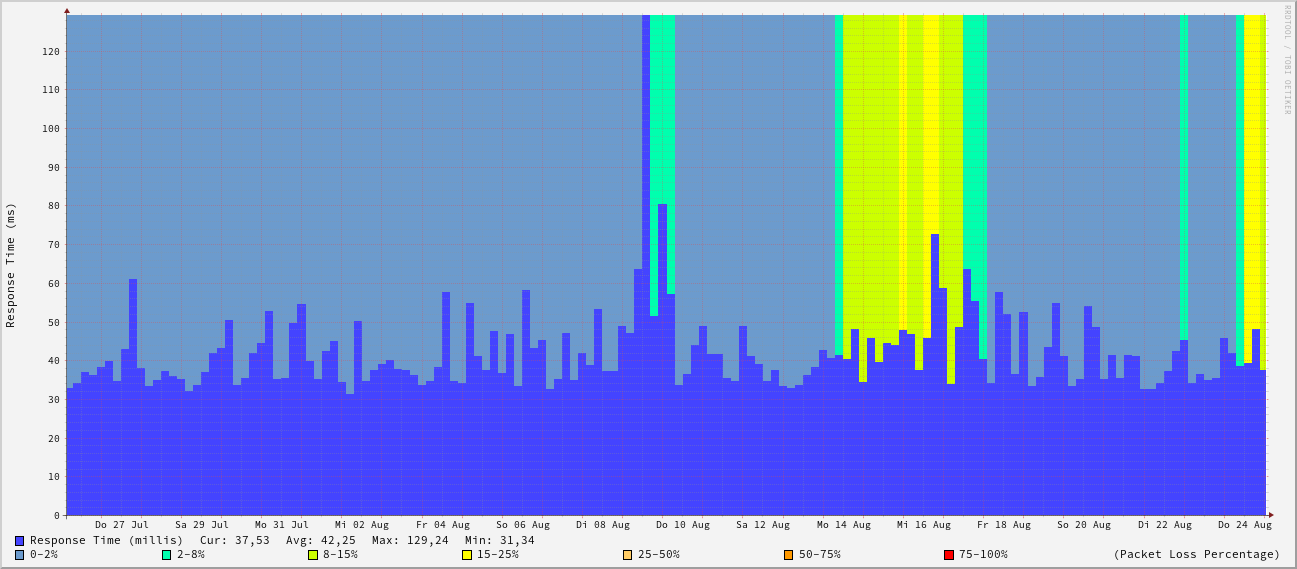 RRDTOOL / TOBI OETIKER
Response Time (ms)
120
110
100
90
80
70
60
50
40
30
20
10
0
Do 27 Jul Sa 29 Jul Mo 31 Jul Mi 02 Aug Fr 04 Aug So 06 Aug Di 08 Aug Do 10 Aug Sa 12 Aug Mo 14 Aug Mi 16 Aug Fr 18 Aug So 20 Aug Di 22 Aug Do 24 Aug
Response Time (millis) Cur: 37,53 Avg: 42,25 Max: 129,24 Min: 31,34
0-2% 2-8% 8-15% 15-25% 25-50% 50-75% 75-100% (Packet Loss Percentage)